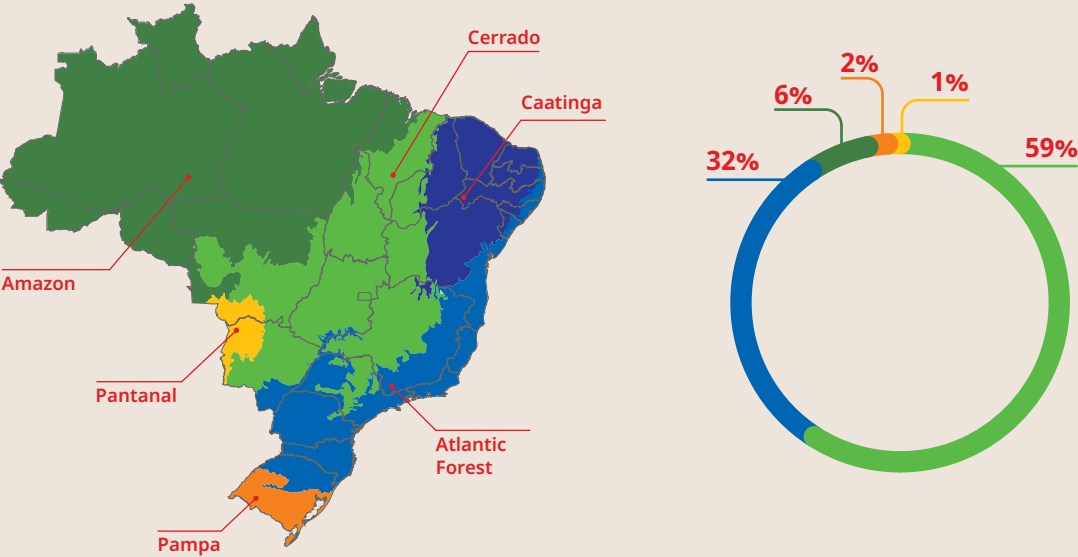 Cerrado
Caatinga
Amazon
Pantanal
Atlantic
Forest
Pampa
2%
1%
6%
59%
32%